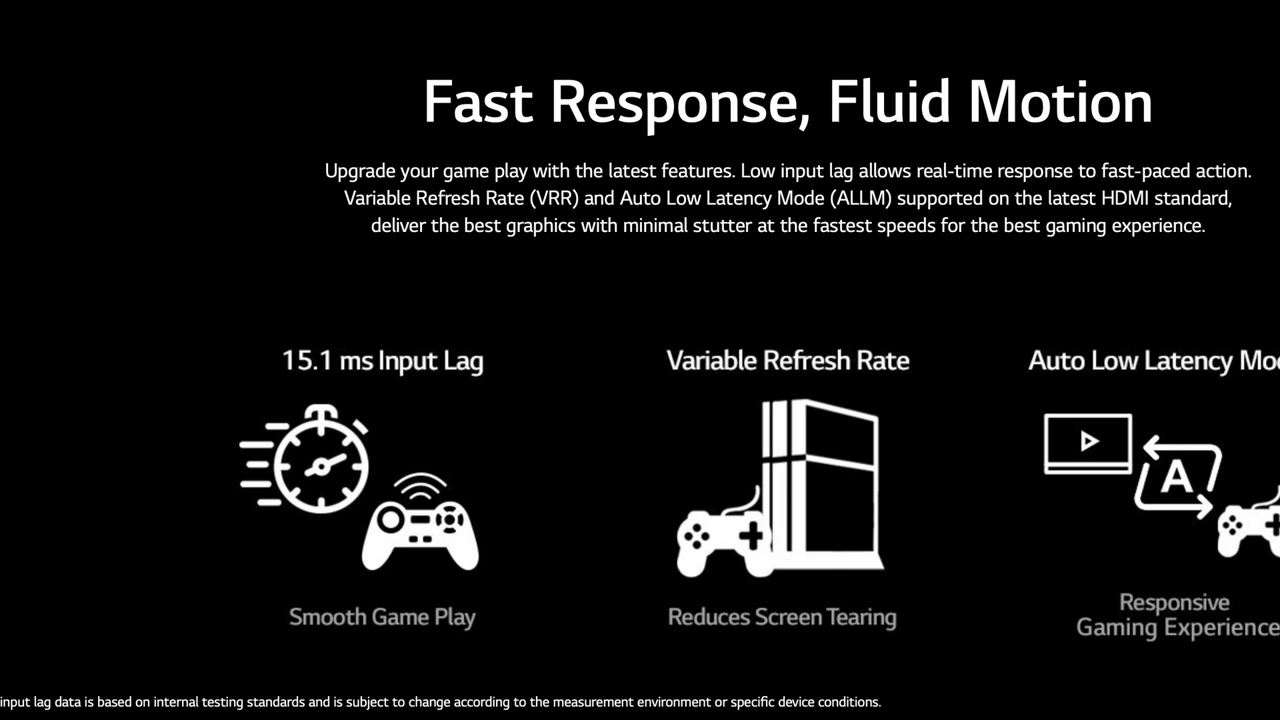 Fast Response, Fluid Motion
Upgrade your game play with the latest features. Low input lag allows real-time response to fast-paced action.
Variable Refresh Rate (VRR) and Auto Low Latency Mode (ALLM) supported on the latest HDMI standard,
deliver the best graphics with minimal stutter at the fastest speeds for the best gaming experience.
15.1 ms Input Lag
Variable Refresh Rate
Auto Low Latency
A
Smooth Game Play
Reduces Screen Tearing
Responsive
Gaming Experience
input lag data is based on internal testing standards and is subject to change according to the measurement environment or specific device conditions.